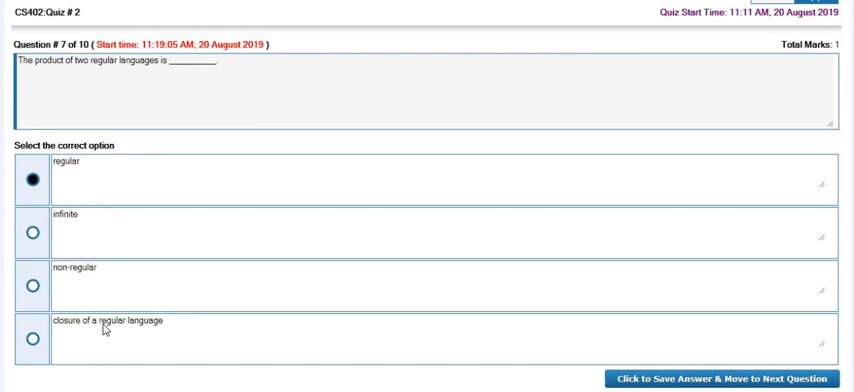 CS402:Quiz # 2
Quiz Start Time: 11:11 AM, 20 August 2019
Question # 7 of 10 ( Start time: 11:19:05 AM, 20 August 2019 )
Total Marks: 1
The product of two regular languages is __________.
Select the correct option
regular
infinite
non-regular
closure of a regular language
Click to Save Answer & Move to Next Question